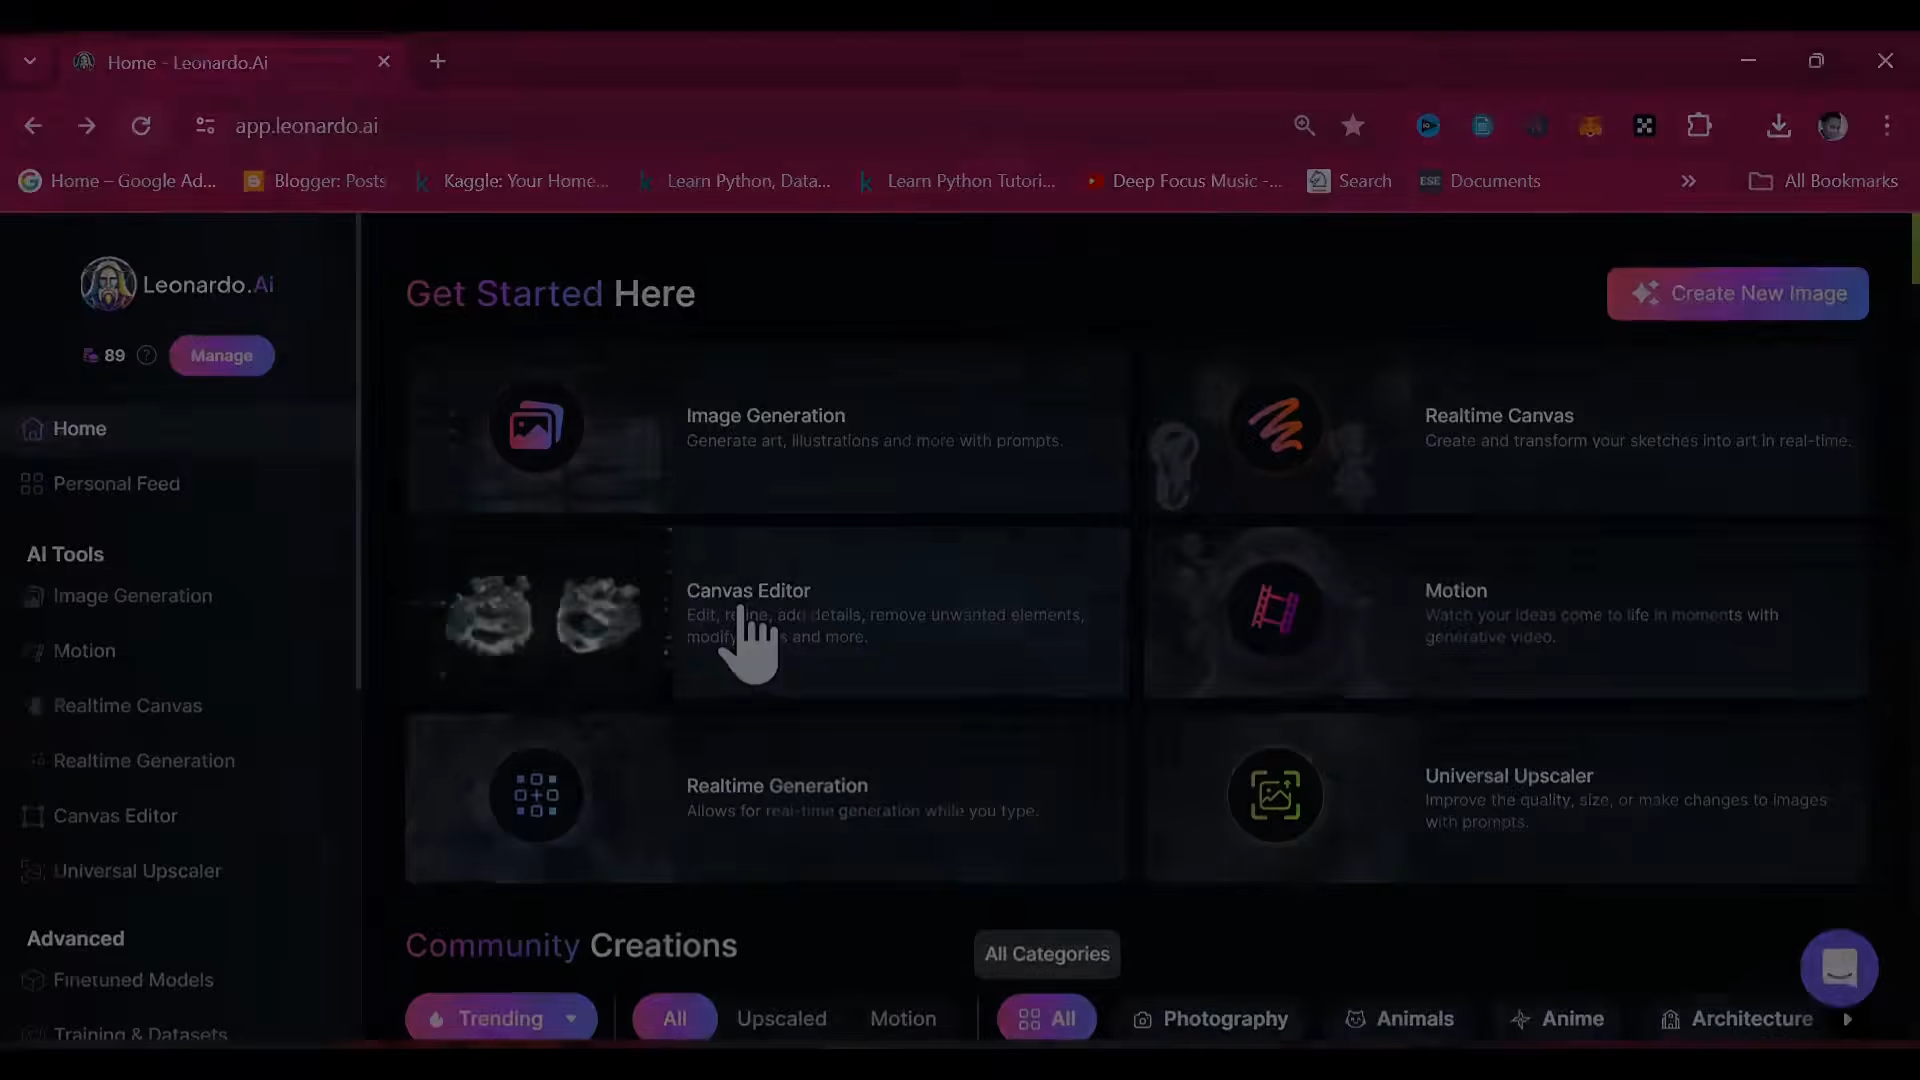 Home - Leonardo.Ai
app.leonardo.ai
Home – Google Ad...
Blogger: Posts
Kaggle: Your Home...
Learn Python, Data...
Learn Python Tutori...
Deep Focus Music -...
Search
ESE Documents
All Bookmarks
Leonardo.Ai
89
Manage
Home
Personal Feed
AI Tools
Image Generation
Motion
Realtime Canvas
Realtime Generation
Canvas Editor
Universal Upscaler
Advanced
Finetuned Models
Training & Datasets
Get Started Here
Create New Image
Image Generation
Generate art, illustrations and more with prompts.
Realtime Canvas
Create and transform your sketches into art in real-time.
Canvas Editor
Edit, refine, add details, remove unwanted elements,
modify and more.
Motion
Watch your ideas come to life in moments with
generative video.
Realtime Generation
Allows for real-time generation while you type.
Universal Upscaler
Improve the quality, size, or make changes to images
with prompts.
Community Creations
All Categories
Trending
All
Upscaled
Motion
All
Photography
Animals
Anime
Architecture